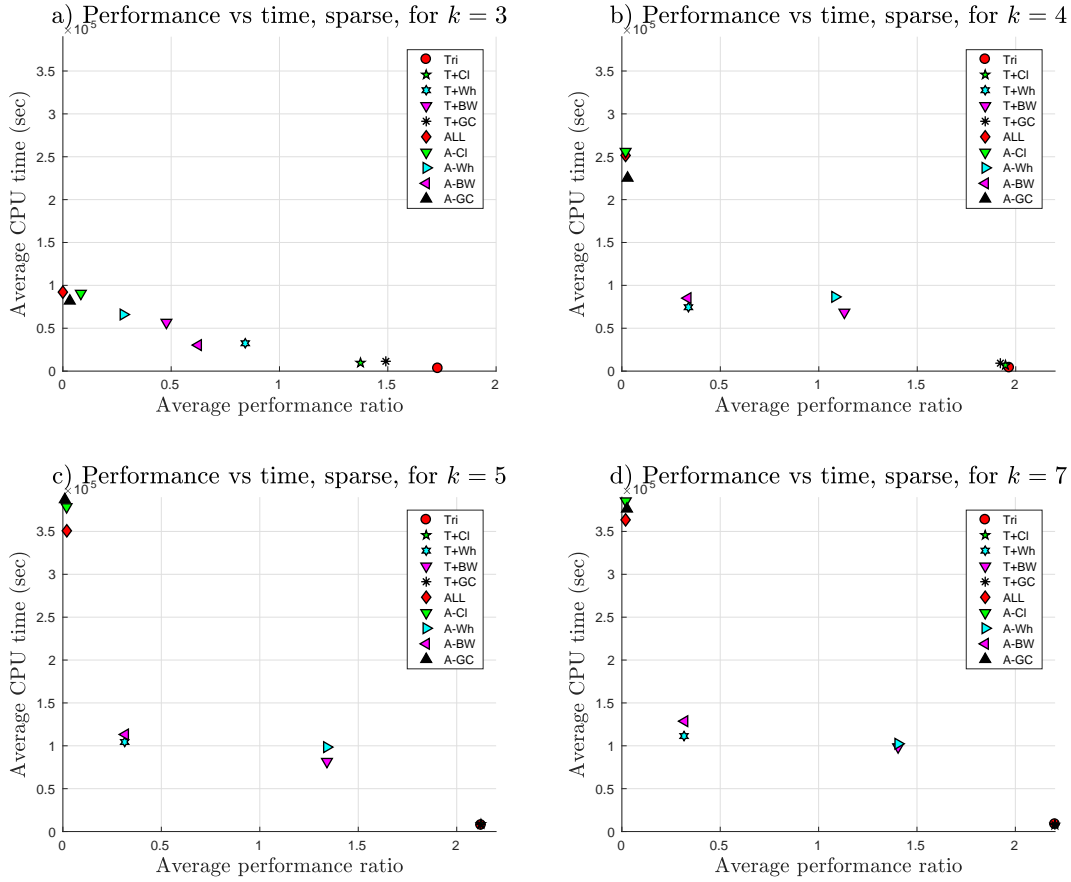 a) Performance vs time, sparse, for k = 3
×10⁵
Average CPU time (sec)
3.5
3
2.5
2
1.5
1
0.5
0
0 0.5 1 1.5 2
Average performance ratio
Tri
T+Cl
T+Wh
T+BW
T+GC
ALL
A-Cl
A-Wh
A-BW
A-GC
b) Performance vs time, sparse, for k = 4
×10⁵
Average CPU time (sec)
3.5
3
2.5
2
1.5
1
0.5
0
0 0.5 1 1.5 2
Average performance ratio
Tri
T+Cl
T+Wh
T+BW
T+GC
ALL
A-Cl
A-Wh
A-BW
A-GC
c) Performance vs time, sparse, for k = 5
×10⁵
Average CPU time (sec)
3.5
3
2.5
2
1.5
1
0.5
0
0 0.5 1 1.5 2
Average performance ratio
Tri
T+Cl
T+Wh
T+BW
T+GC
ALL
A-Cl
A-Wh
A-BW
A-GC
d) Performance vs time, sparse, for k = 7
×10⁵
Average CPU time (sec)
3.5
3
2.5
2
1.5
1
0.5
0
0 0.5 1 1.5 2
Average performance ratio
Tri
T+Cl
T+Wh
T+BW
T+GC
ALL
A-Cl
A-Wh
A-BW
A-GC